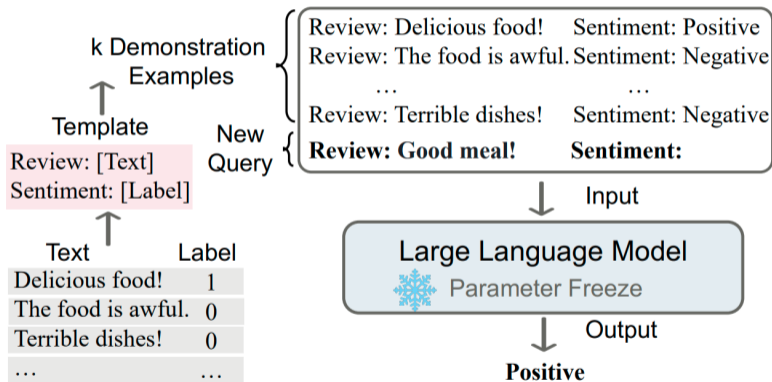 k Demonstration
Examples
Review: Delicious food! Sentiment: Positive
Review: The food is awful. Sentiment: Negative
... ...
Review: Terrible dishes! Sentiment: Negative
New
Query
Review: Good meal! Sentiment:
Template
Review: [Text]
Sentiment: [Label]
Text Label
Delicious food! 1
The food is awful. 0
Terrible dishes! 0
... ...
Input
Large Language Model
Parameter Freeze
Output
Positive